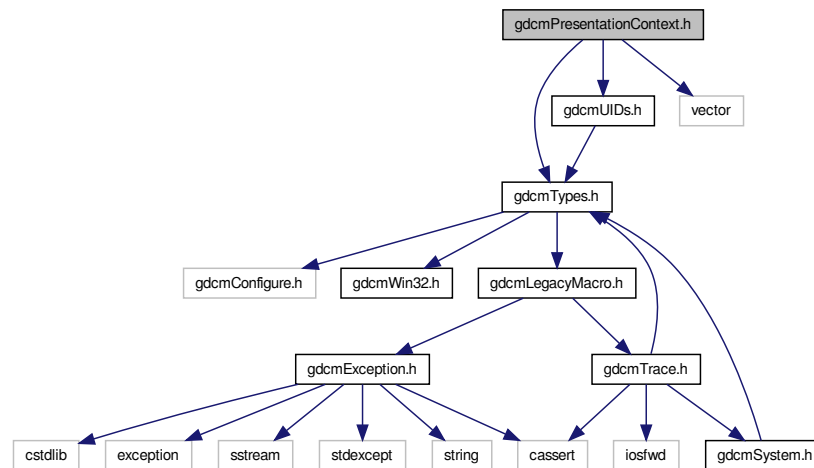 gdcmPresentationContext.h
gdcmUIDs.h
vector
gdcmTypes.h
gdcmConfigure.h
gdcmWin32.h
gdcmLegacyMacro.h
gdcmException.h
gdcmTrace.h
cstdlib
exception
sstream
stdexcept
string
cassert
iosfwd
gdcmSystem.h